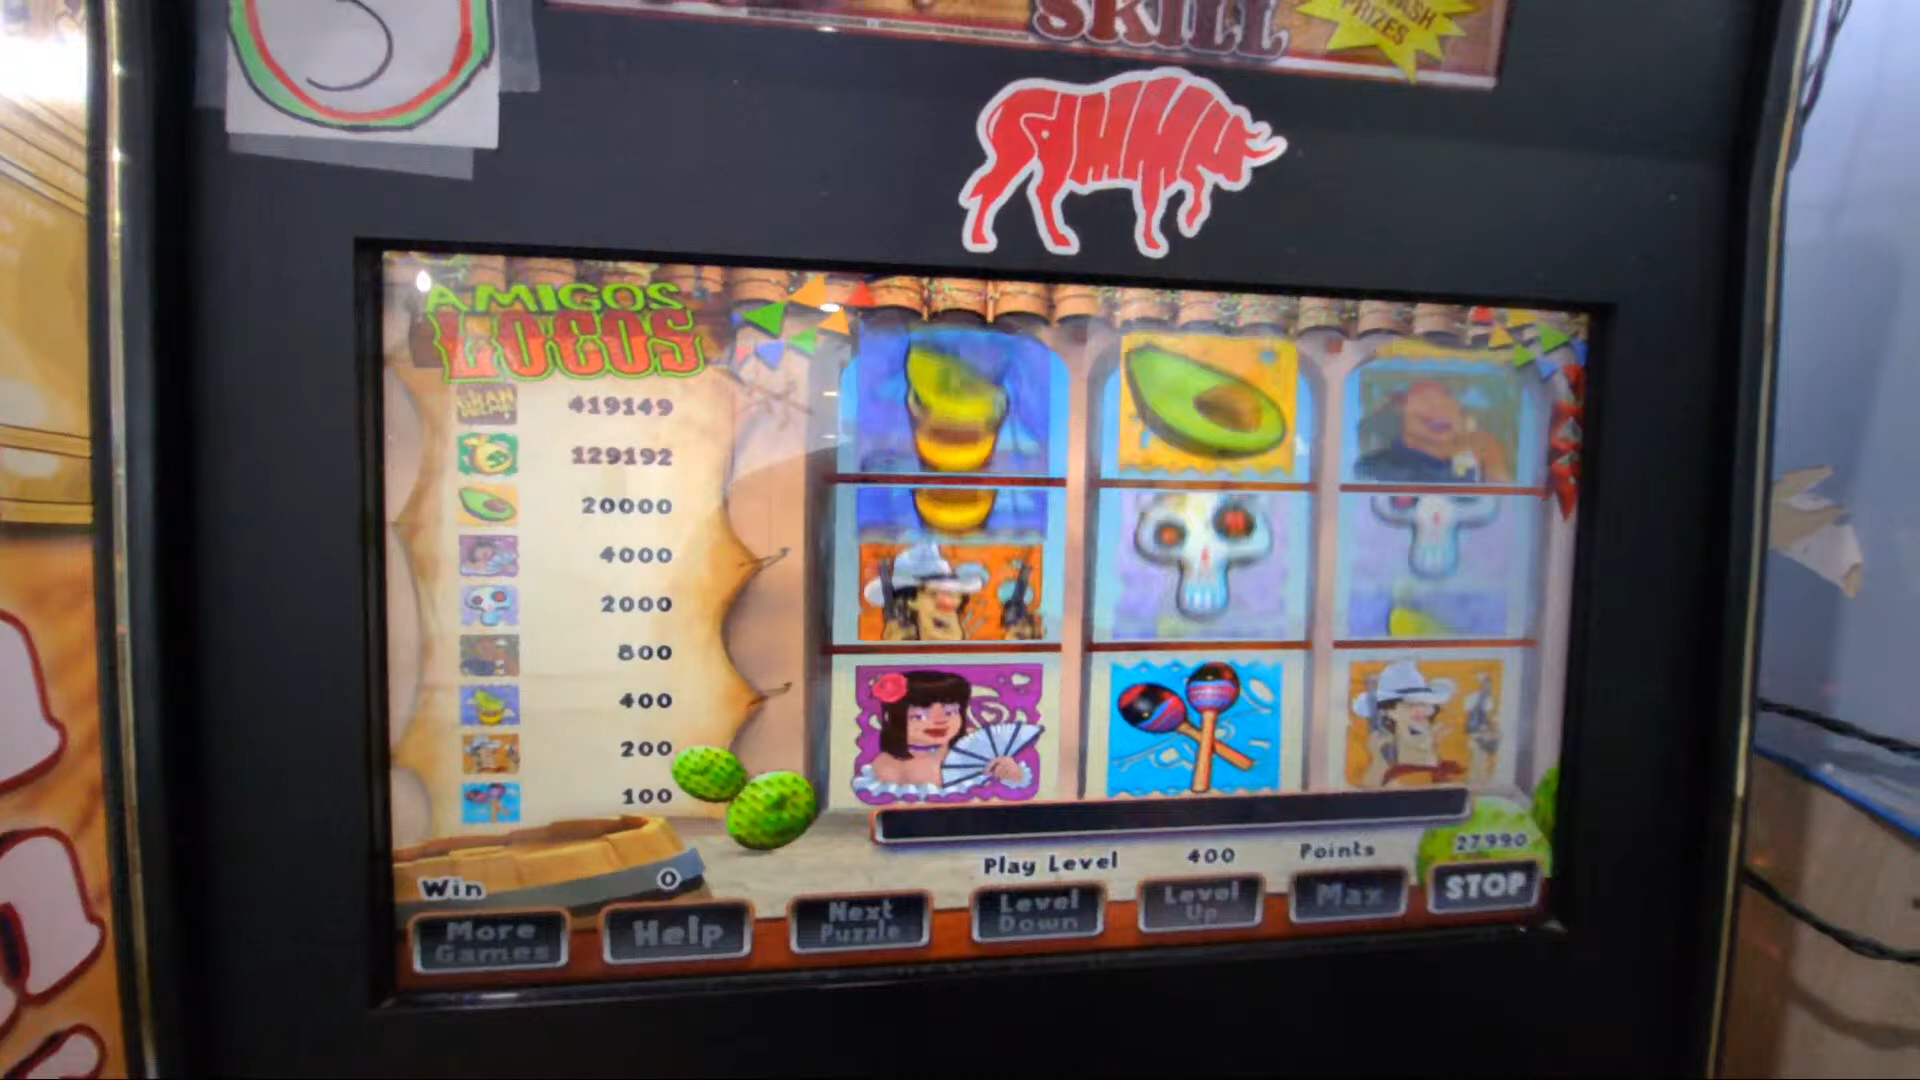 SKILL
PRIZES
SAMMY
AMIGOS
LOCOS
419149
129192
20000
4000
2000
800
400
200
100
27990
Play Level 400 Points
Win 0
More Games
Help
Next Puzzle
Level Down
Level Up
Max
STOP